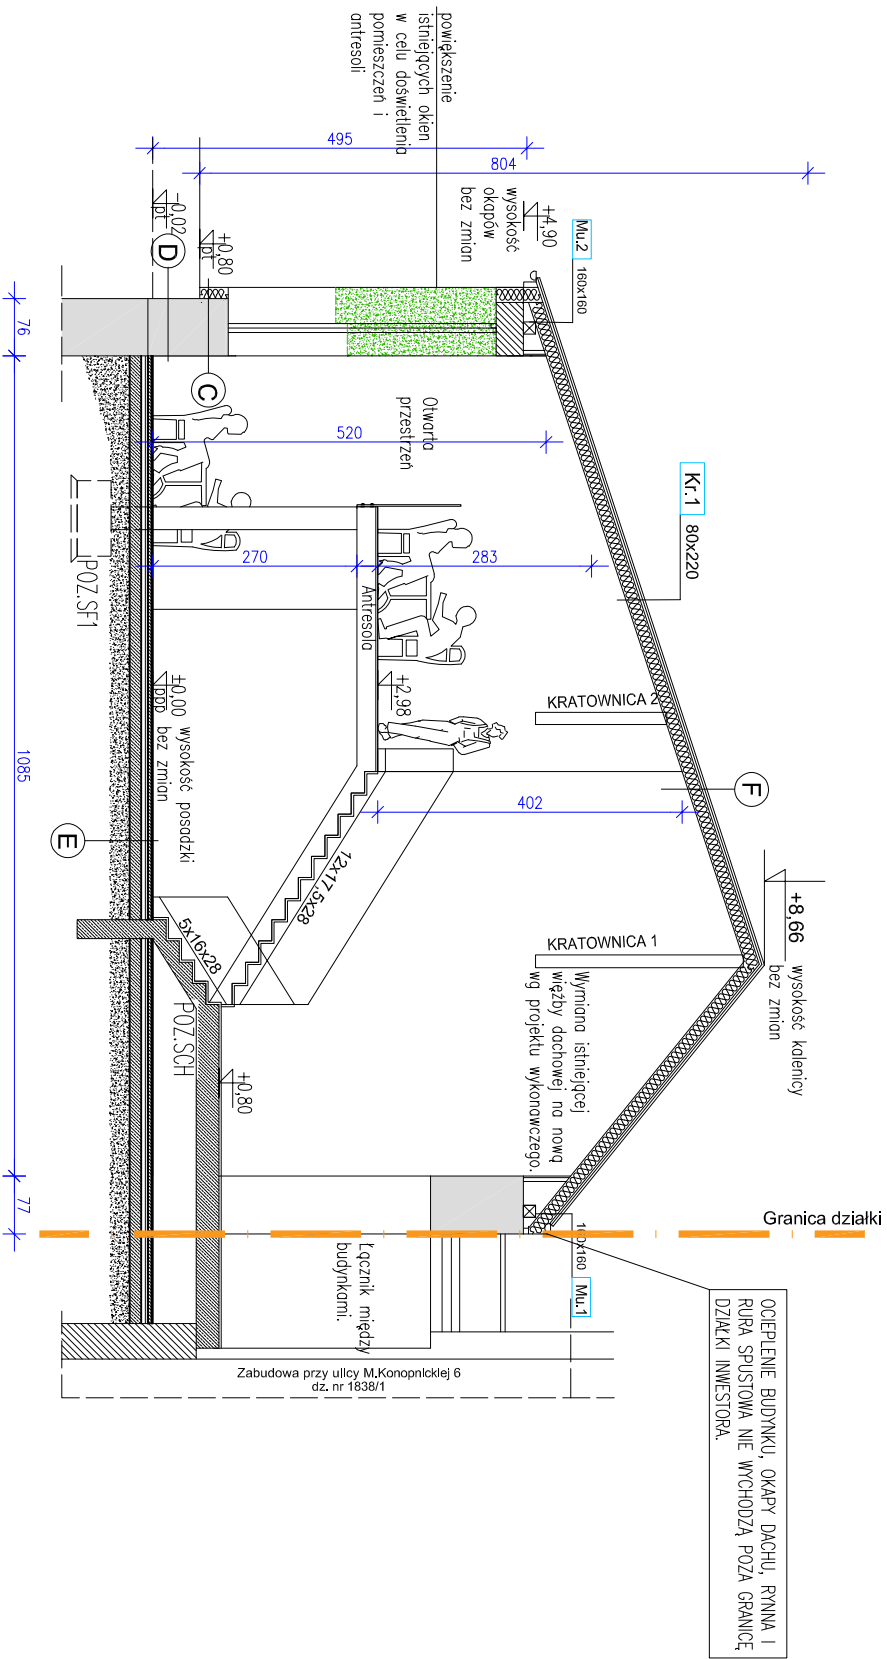 powiększenie
istniejących okien
w celu doświetlenia
pomieszczeń i
antresoli
495
804
+4,90
wysokość
okapów
bez zmian
Mu.2
160x160
-0,02
pt
+0,80
pt
D
C
76
1085
77
Otwarta
przestrzeń
520
Kr.1
80x220
270
283
Antresola
POZ.SF1
+2,98
±0,00
ppp
wysokość posadzki
bez zmian
KRATOWNICA 2
F
402
E
12x17,5x28
5x16x28
POZ.SCH
+0,80
+8,66
wysokość kalenicy
bez zmian
KRATOWNICA 1
Wymiana istniejącej
więźby dachowej na nową
wg projektu wykonawczego.
Granica działki
160x160
Mu.1
Łącznik między
budynkami.
Zabudowa przy ulicy M.Konopnickiej 6
dz. nr 1838/1
OCIEPLENIE BUDYNKU, OKAPY DACHU, RYNNA I
RURA SPUSTOWA NIE WYCHODZĄ POZA GRANICĘ
DZIAŁKI INWESTORA.